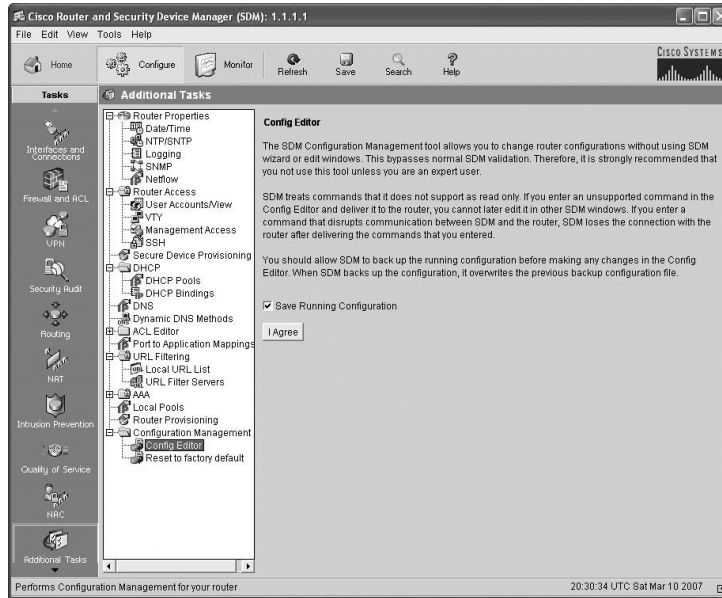 Cisco Router and Security Device Manager (SDM): 1.1.1.1
File Edit View Tools Help
Home
Configure
Monitor
Refresh
Save
Search
Help
CISCO SYSTEMS
Tasks
Additional Tasks
Interfaces and Connections
Firewall and ACL
VPN
Security Audit
Routing
NAT
Intrusion Prevention
Quality of Service
NAC
Additional Tasks
Router Properties
Date/Time
NTP/SNTP
Logging
SNMP
Netflow
Router Access
User Accounts/View
VTY
Management Access
SSH
Secure Device Provisioning
DHCP
DHCP Pools
DHCP Bindings
DNS
Dynamic DNS Methods
ACL Editor
Port to Application Mappings
URL Filtering
Local URL List
URL Filter Servers
AAA
Local Pools
Router Provisioning
Configuration Management
Config Editor
Reset to factory default
Config Editor
The SDM Configuration Management tool allows you to change router configurations without using SDM
wizard or edit windows. This bypasses normal SDM validation. Therefore, it is strongly recommended that
you not use this tool unless you are an expert user.
SDM treats commands that it does not support as read only. If you enter an unsupported command in the
Config Editor and deliver it to the router, you cannot later edit it in other SDM windows. If you enter a
command that disrupts communication between SDM and the router, SDM loses the connection with the
router after delivering the commands that you entered.
You should allow SDM to back up the running configuration before making any changes in the Config
Editor. When SDM backs up the configuration, it overwrites the previous backup configuration file.
Save Running Configuration
I Agree
Performs Configuration Management for your router
20:30:34 UTC Sat Mar 10 2007